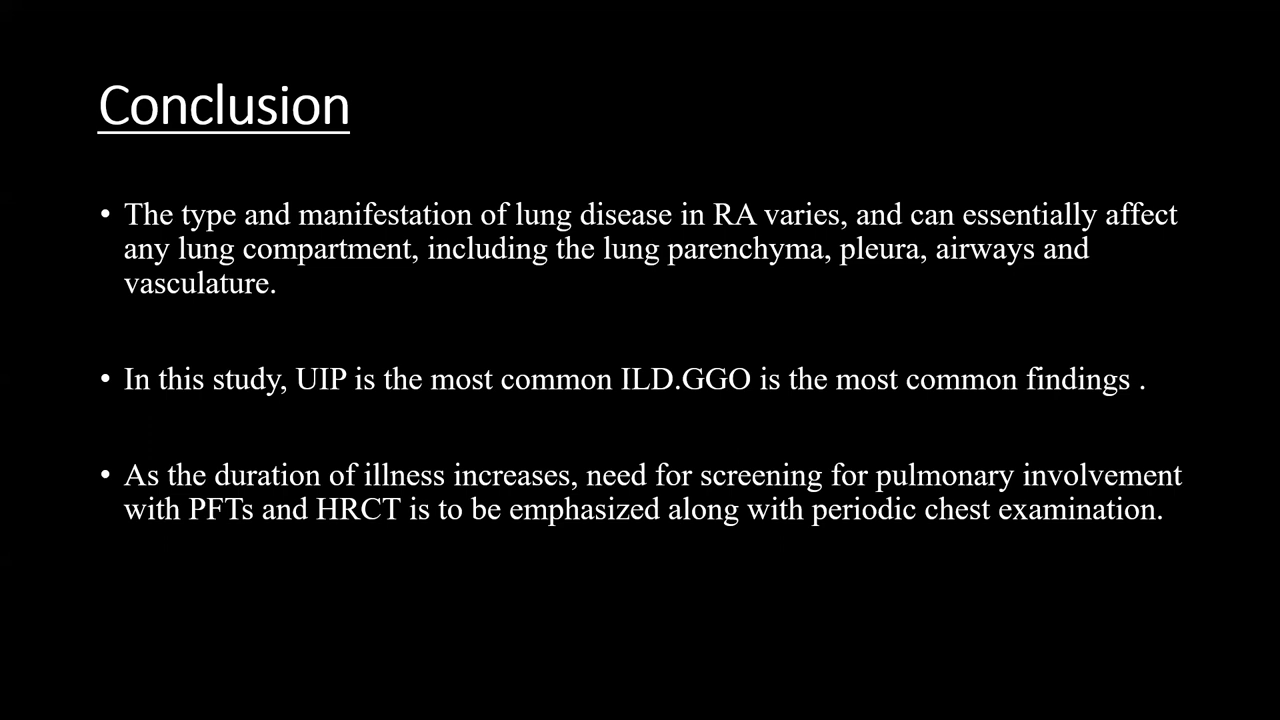 Conclusion
• The type and manifestation of lung disease in RA varies, and can essentially affect
any lung compartment, including the lung parenchyma, pleura, airways and
vasculature.
• In this study, UIP is the most common ILD.GGO is the most common findings .
• As the duration of illness increases, need for screening for pulmonary involvement
with PFTs and HRCT is to be emphasized along with periodic chest examination.